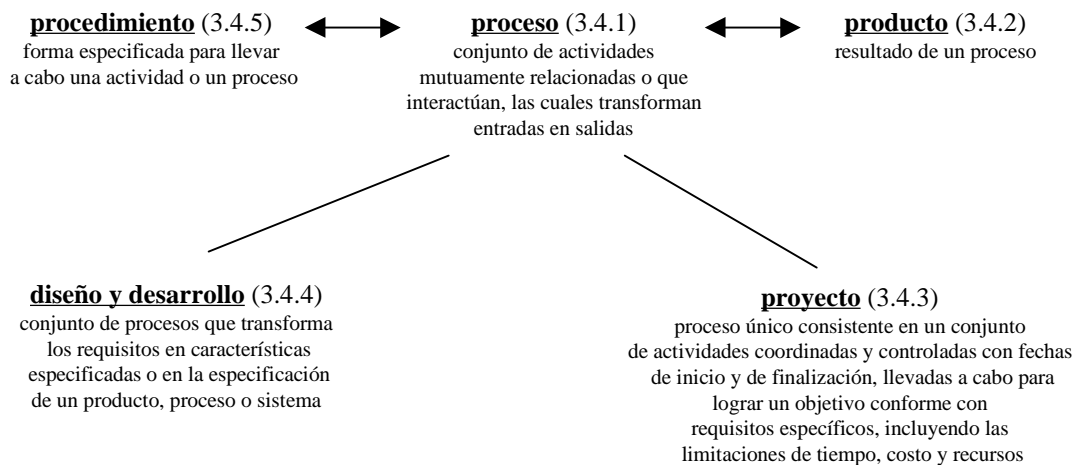 procedimiento (3.4.5)
forma especificada para llevar
a cabo una actividad o un proceso
proceso (3.4.1)
conjunto de actividades
mutuamente relacionadas o que
interactúan, las cuales transforman
entradas en salidas
producto (3.4.2)
resultado de un proceso
diseño y desarrollo (3.4.4)
conjunto de procesos que transforma
los requisitos en características
especificadas o en la especificación
de un producto, proceso o sistema
proyecto (3.4.3)
proceso único consistente en un conjunto
de actividades coordinadas y controladas con fechas
de inicio y de finalización, llevadas a cabo para
lograr un objetivo conforme con
requisitos específicos, incluyendo las
limitaciones de tiempo, costo y recursos